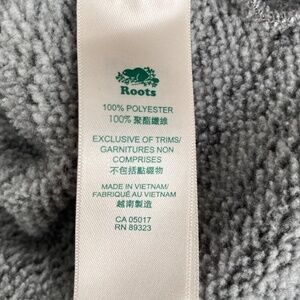 Roots
100% POLYESTER
100% 聚酯纖維
EXCLUSIVE OF TRIMS/
GARNITURES NON
COMPRISES
不包括點綴物
MADE IN VIETNAM/
FABRIQUÉ AU VIETNAM
越南製造
CA 05017
RN 89323